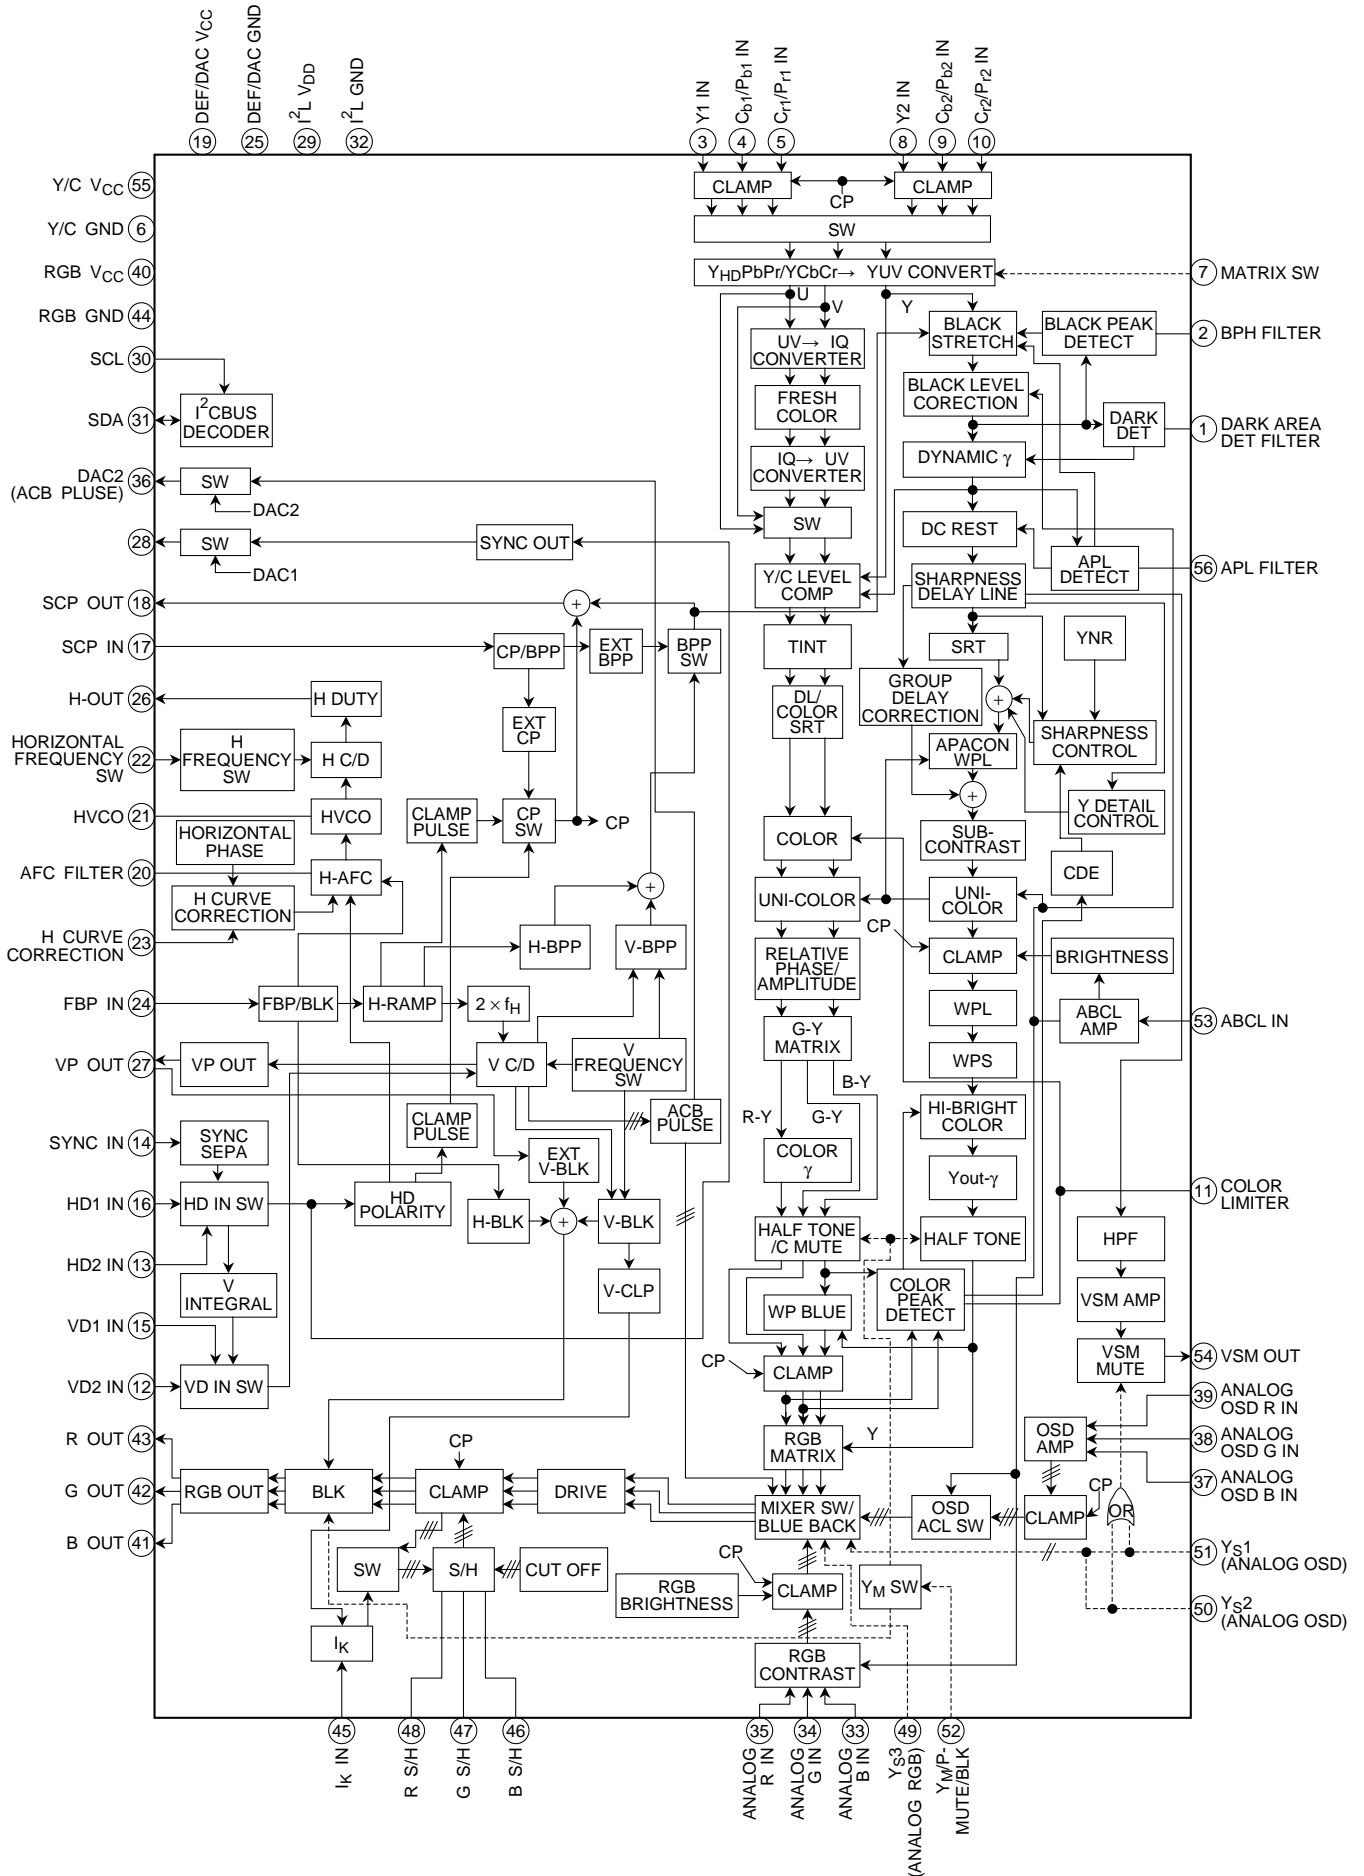 DEF/DAC VCC
DEF/DAC GND
I2L VDD
I2L GND
Y1 IN
Cb1/Pb1 IN
Cr1/Pr1 IN
Y2 IN
Cb2/Pb2 IN
Cr2/Pr2 IN
19
25
29
32
3
4
5
8
9
10
Y/C VCC 55
CLAMP
CP
CLAMP
Y/C GND 6
SW
RGB VCC 40
YHDPbPr/YCbCr→ YUV CONVERT
7 MATRIX SW
U
V
Y
RGB GND 44
UV→ IQ
CONVERTER
BLACK
STRETCH
BLACK PEAK
DETECT
2 BPH FILTER
SCL 30
FRESH
COLOR
BLACK LEVEL
CORECTION
SDA 31
I2CBUS
DECODER
DARK
DET
1 DARK AREA
DET FILTER
IQ→ UV
CONVERTER
DYNAMIC γ
DAC2
(ACB PLUSE)
36
SW
DAC2
SW
DC REST
28
SW
DAC1
SYNC OUT
Y/C LEVEL
COMP
SHARPNESS
DELAY LINE
APL
DETECT
56 APL FILTER
SCP OUT 18
+
SCP IN 17
CP/BPP
EXT
BPP
BPP
SW
TINT
SRT
YNR
H-OUT 26
H DUTY
EXT
CP
DL/
COLOR
SRT
GROUP
DELAY
CORRECTION
+
SHARPNESS
CONTROL
HORIZONTAL
FREQUENCY
SW
22
H
FREQUENCY
SW
H C/D
APACON
WPL
HVCO 21
HVCO
CLAMP
PULSE
CP
SW
CP
+
Y DETAIL
CONTROL
HORIZONTAL
PHASE
COLOR
SUB-
CONTRAST
AFC FILTER 20
H-AFC
CDE
H CURVE
CORRECTION
+
UNI-COLOR
UNI-
COLOR
H CURVE
CORRECTION
23
H-BPP
V-BPP
CP
RELATIVE
PHASE/
AMPLITUDE
CLAMP
BRIGHTNESS
FBP IN 24
FBP/BLK
H-RAMP
2 × fH
WPL
ABCL
AMP
53 ABCL IN
G-Y
MATRIX
VP OUT 27
VP OUT
V C/D
V
FREQUENCY
SW
WPS
B-Y
R-Y
G-Y
CLAMP
PULSE
ACB
PULSE
HI-BRIGHT
COLOR
SYNC IN 14
SYNC
SEPA
EXT
V-BLK
COLOR
γ
Yout-γ
HD1 IN 16
HD IN SW
HD
POLARITY
H-BLK
+
V-BLK
11 COLOR
LIMITER
HALF TONE
/C MUTE
HALF TONE
HPF
HD2 IN 13
V
INTEGRAL
V-CLP
WP BLUE
COLOR
PEAK
DETECT
VSM AMP
VD1 IN 15
VSM
MUTE
54 VSM OUT
VD2 IN 12
VD IN SW
CP
CLAMP
39 ANALOG
OSD R IN
R OUT 43
CP
RGB
MATRIX
Y
OSD
AMP
38 ANALOG
OSD G IN
G OUT 42
RGB OUT
BLK
CLAMP
DRIVE
MIXER SW/
BLUE BACK
OSD
ACL SW
CLAMP
CP
OR
37 ANALOG
OSD B IN
B OUT 41
SW
S/H
CUT OFF
CP
51 YS1
(ANALOG OSD)
RGB
BRIGHTNESS
CLAMP
YM SW
50 YS2
(ANALOG OSD)
IK
RGB
CONTRAST
45
48
47
46
35
34
33
49
52
IK IN
R S/H
G S/H
B S/H
ANALOG
R IN
ANALOG
G IN
ANALOG
B IN
YS3
(ANALOG RGB)
YM/P-
MUTE/BLK